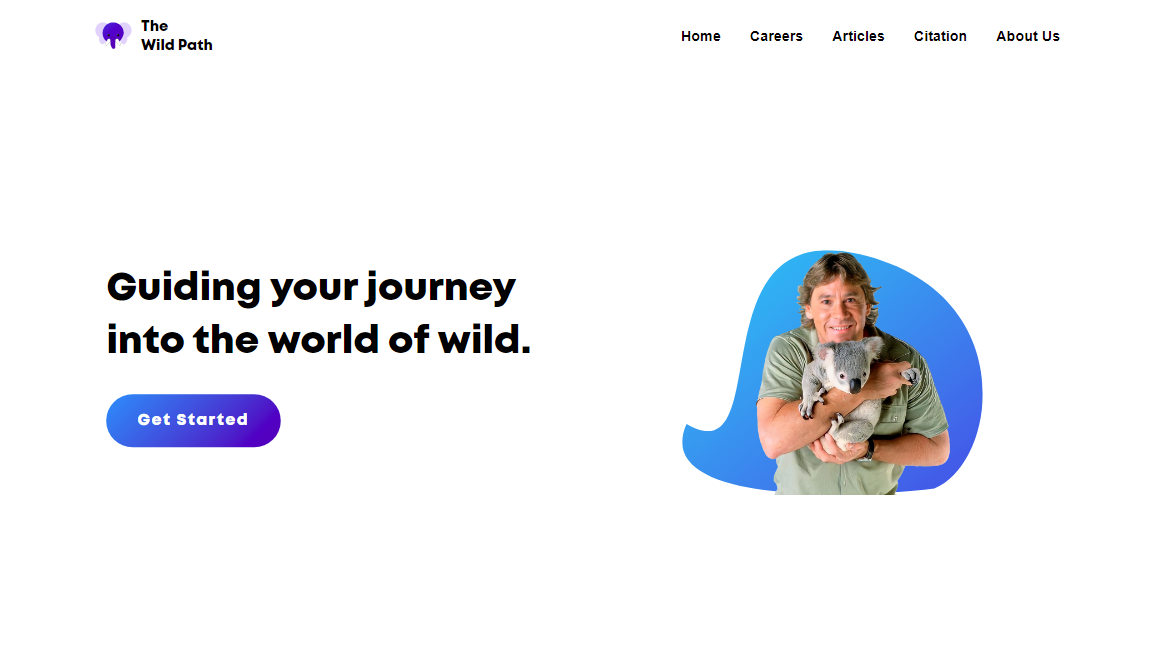 The
Wild Path
Home
Careers
Articles
Citation
About Us
Guiding your journey
into the world of wild.
Get Started